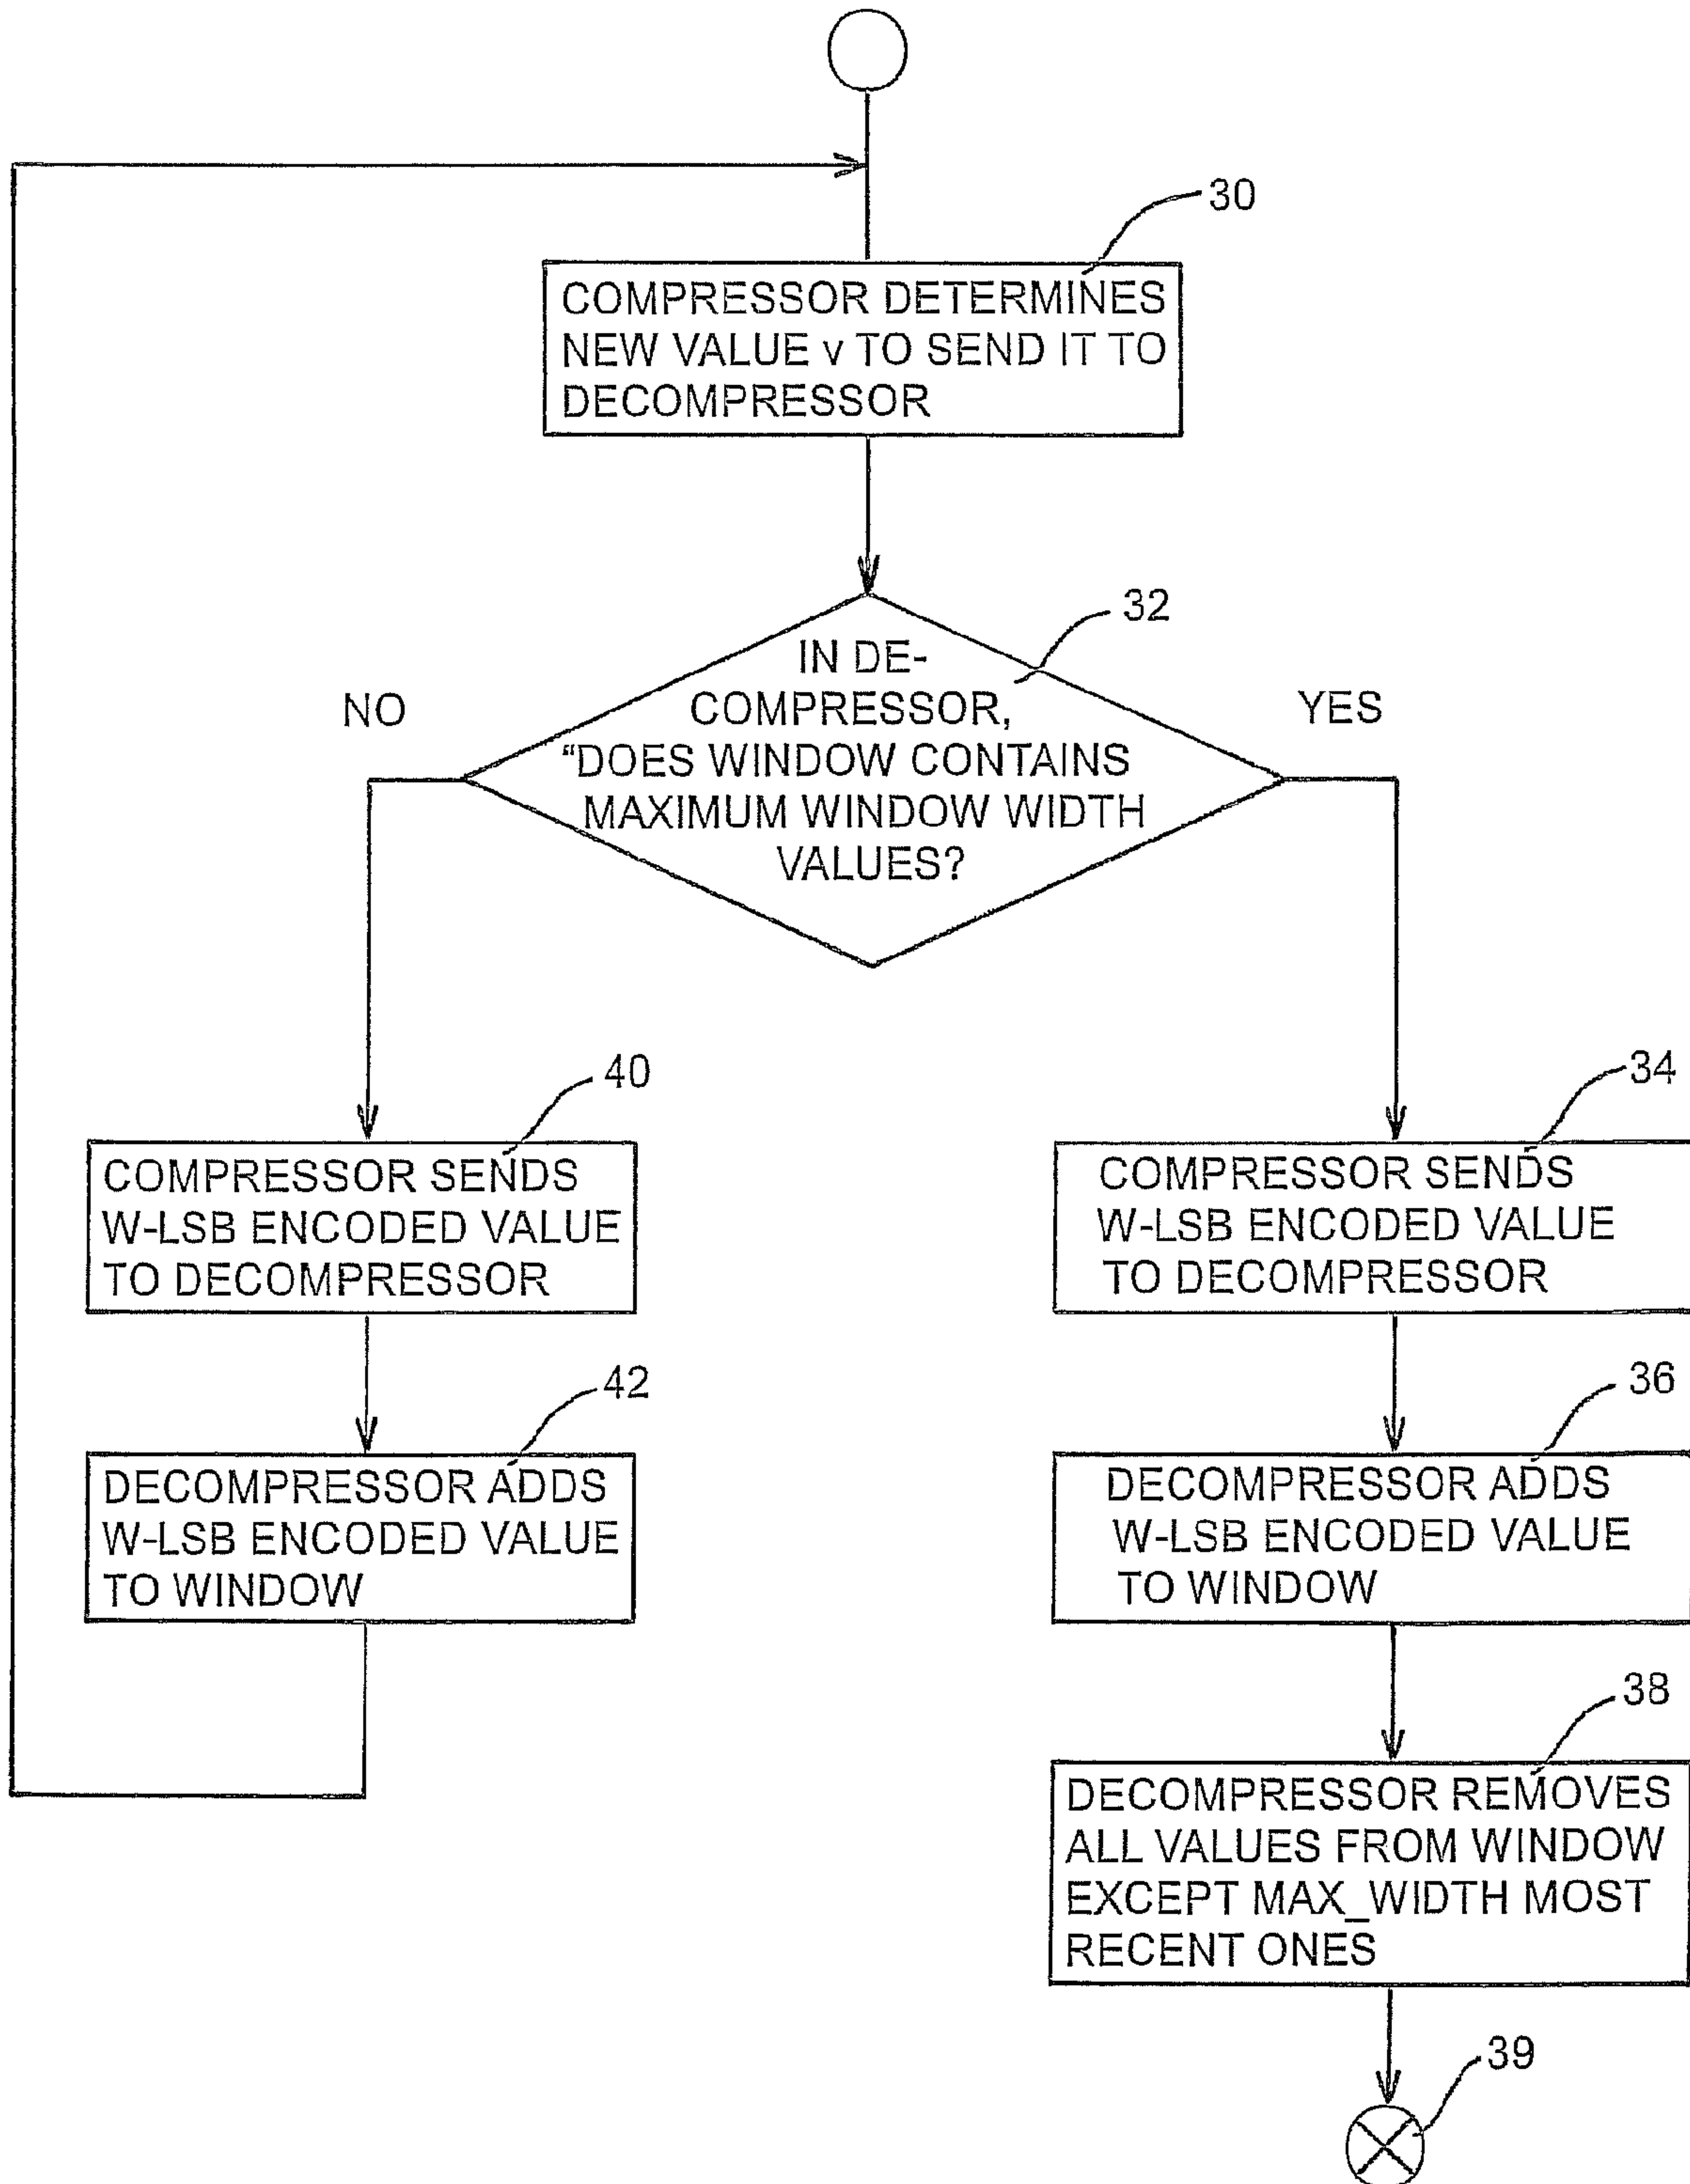 30
COMPRESSOR DETERMINES
NEW VALUE v TO SEND IT TO
DECOMPRESSOR
32
IN DE-
COMPRESSOR,
“DOES WINDOW CONTAINS
MAXIMUM WINDOW WIDTH
VALUES?
NO
YES
40
COMPRESSOR SENDS
W-LSB ENCODED VALUE
TO DECOMPRESSOR
42
DECOMPRESSOR ADDS
W-LSB ENCODED VALUE
TO WINDOW
34
COMPRESSOR SENDS
W-LSB ENCODED VALUE
TO DECOMPRESSOR
36
DECOMPRESSOR ADDS
W-LSB ENCODED VALUE
TO WINDOW
38
DECOMPRESSOR REMOVES
ALL VALUES FROM WINDOW
EXCEPT MAX_WIDTH MOST
RECENT ONES
39